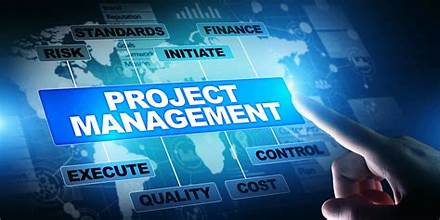 STANDARDS
FINANCE
RISK
INITIATE
PROJECT
MANAGEMENT
EXECUTE
CONTROL
QUALITY
COST